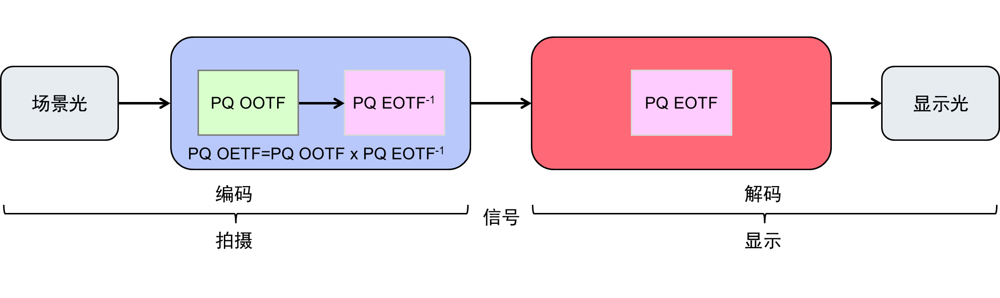 场景光
PQ OOTF
PQ EOTF-1
PQ OETF=PQ OOTF x PQ EOTF-1
PQ EOTF
显示光
编码
拍摄
信号
解码
显示